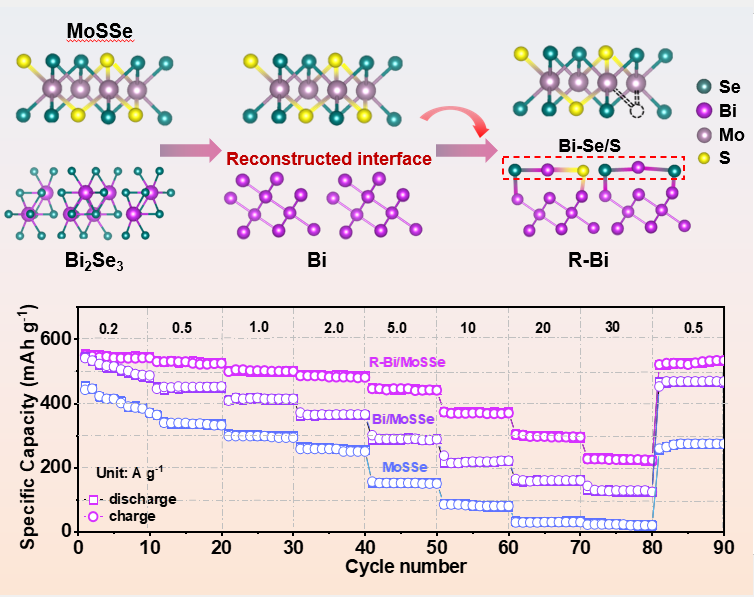 MoSSe
Se
Bi
Mo
S
Reconstructed interface
Bi-Se/S
Bi₂Se₃
Bi
R-Bi
Specific Capacity (mAh g⁻¹)
600
400
200
0
0.2 0.5 1.0 2.0 5.0 10 20 30 0.5
R-Bi/MoSSe
Bi/MoSSe
MoSSe
Unit: A g⁻¹
discharge
charge
0 10 20 30 40 50 60 70 80 90
Cycle number